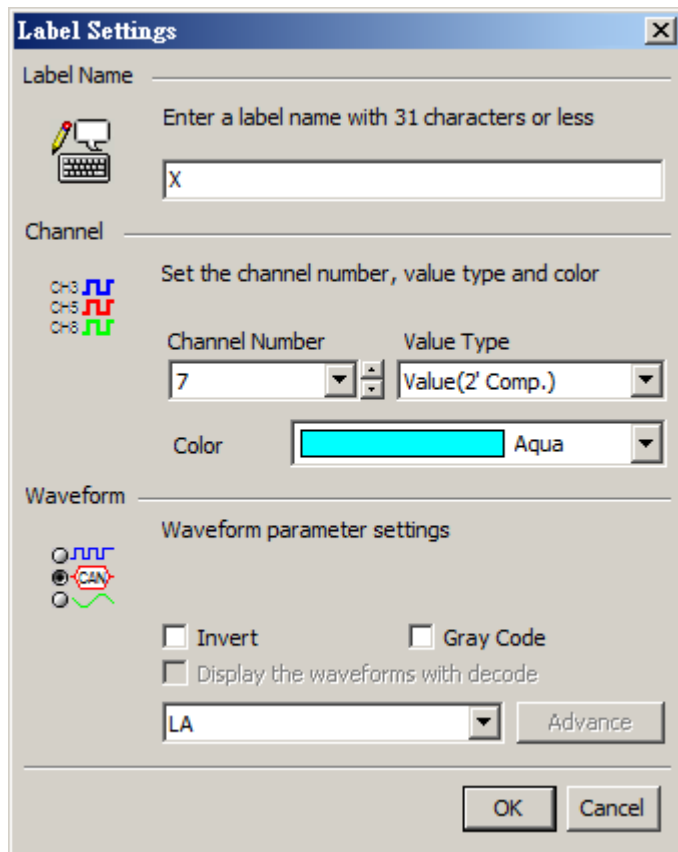 Label Settings
Label Name
Enter a label name with 31 characters or less
X
Channel
CH3
CH5
CH8
Set the channel number, value type and color
Channel Number Value Type
7 Value(2' Comp.)
Color Aqua
Waveform
Waveform parameter settings
CAN
Invert Gray Code
Display the waveforms with decode
LA Advance
OK Cancel